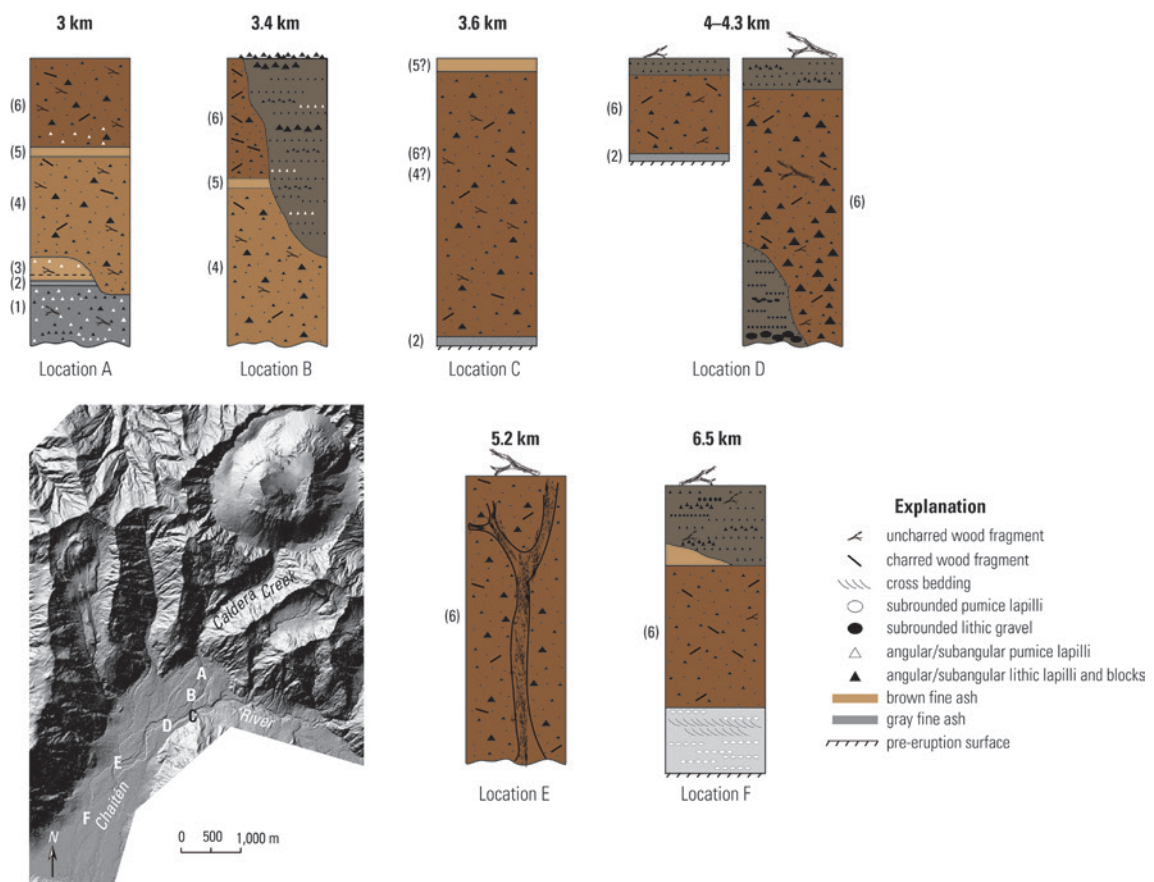 3 km
3.4 km
3.6 km
4–4.3 km
(6)
(5)
(4)
(3)
(2)
(1)
Location A
(6)
(5)
(4)
Location B
(5?)
(6?)
(4?)
(2)
Location C
(6)
(2)
(6)
Location D
Caldera Creek
A
B
C
D
River
E
F
Chaitén
N
0 500 1,000 m
5.2 km
(6)
Location E
6.5 km
(6)
Location F
Explanation
uncharred wood fragment
charred wood fragment
cross bedding
subrounded pumice lapilli
subrounded lithic gravel
angular/subangular pumice lapilli
angular/subangular lithic lapilli and blocks
brown fine ash
gray fine ash
pre-eruption surface